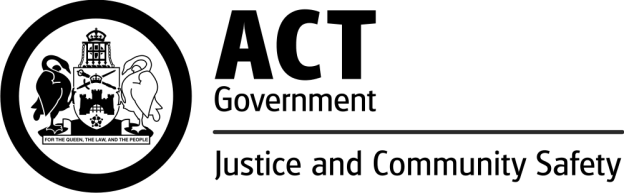 ACT
Government
Justice and Community Safety
FOR THE QUEEN, THE LAW, AND THE PEOPLE